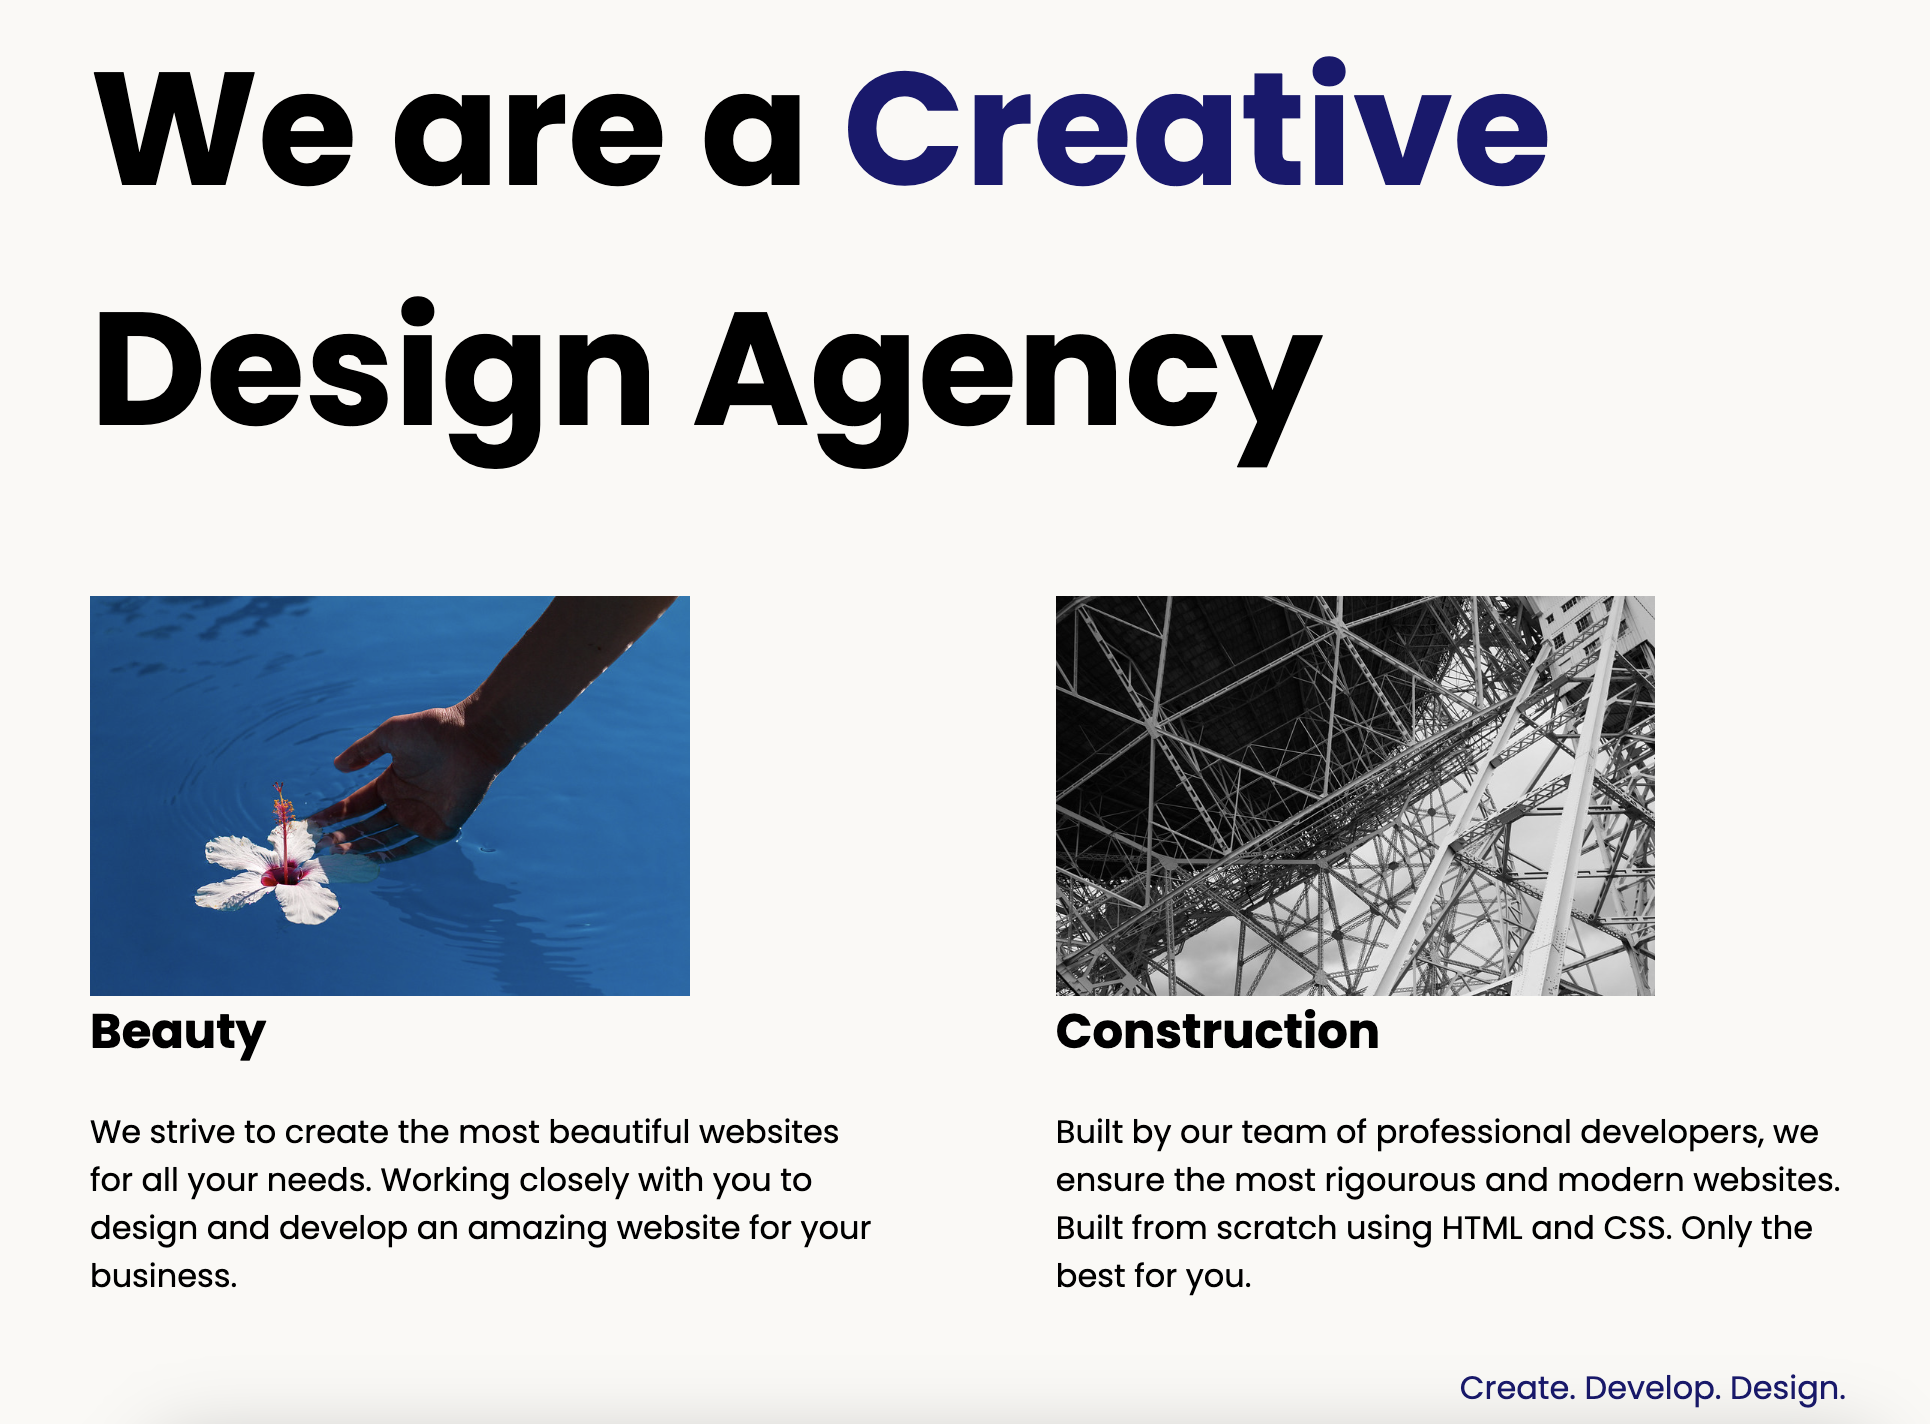 We are a Creative
Design Agency
Beauty
We strive to create the most beautiful websites
for all your needs. Working closely with you to
design and develop an amazing website for your
business.
Construction
Built by our team of professional developers, we
ensure the most rigourous and modern websites.
Built from scratch using HTML and CSS. Only the
best for you.
Create. Develop. Design.